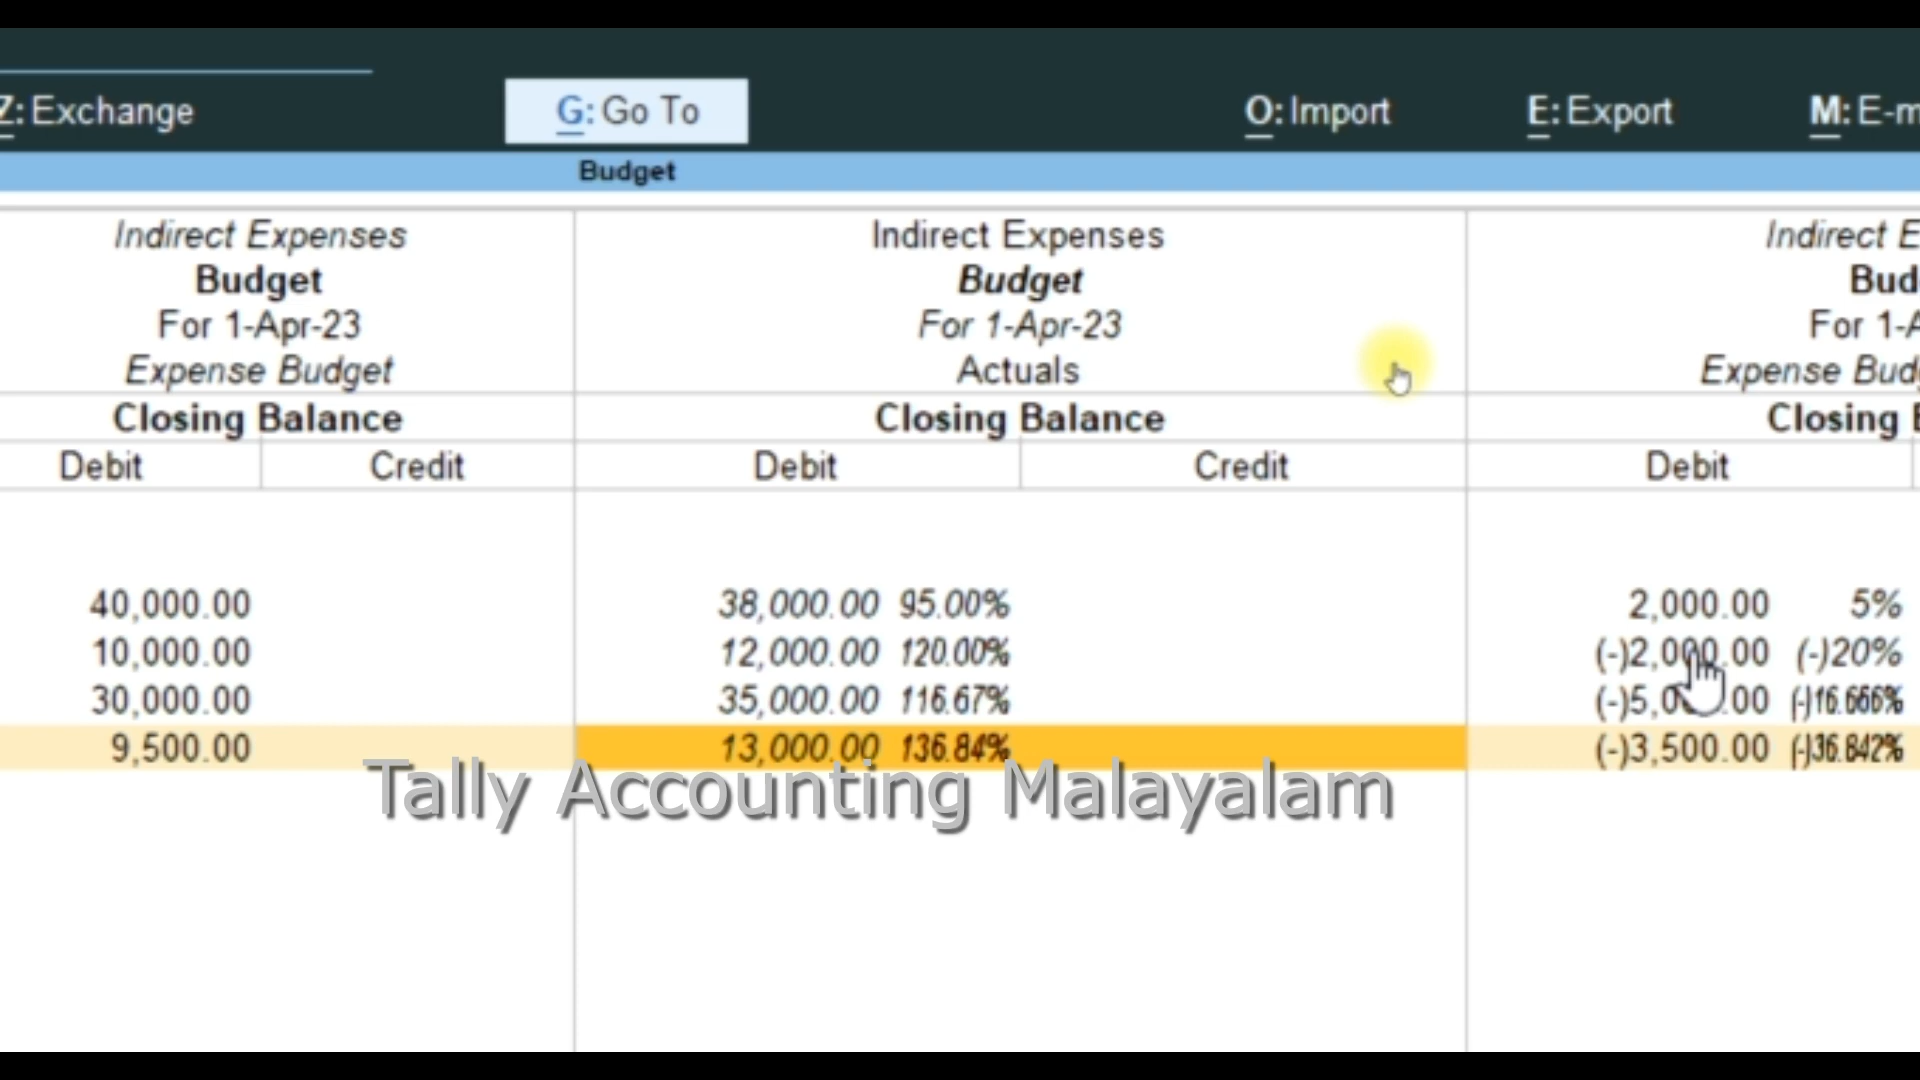 Z: Exchange G: Go To O: Import E: Export M: E-m
Budget
Indirect Expenses Indirect Expenses Indirect E
Budget Budget Bud
For 1-Apr-23 For 1-Apr-23 For 1-A
Expense Budget Actuals Expense Budg
Closing Balance Closing Balance Closing B
Debit Credit Debit Credit Debit
40,000.00 38,000.00 95.00% 2,000.00 5%
10,000.00 12,000.00 120.00% (-)2,000.00 (-)20%
30,000.00 35,000.00 116.67% (-)5,000.00 (-)16.666%
9,500.00 13,000.00 136.84% (-)3,500.00 (-)36.842%
Tally Accounting Malayalam